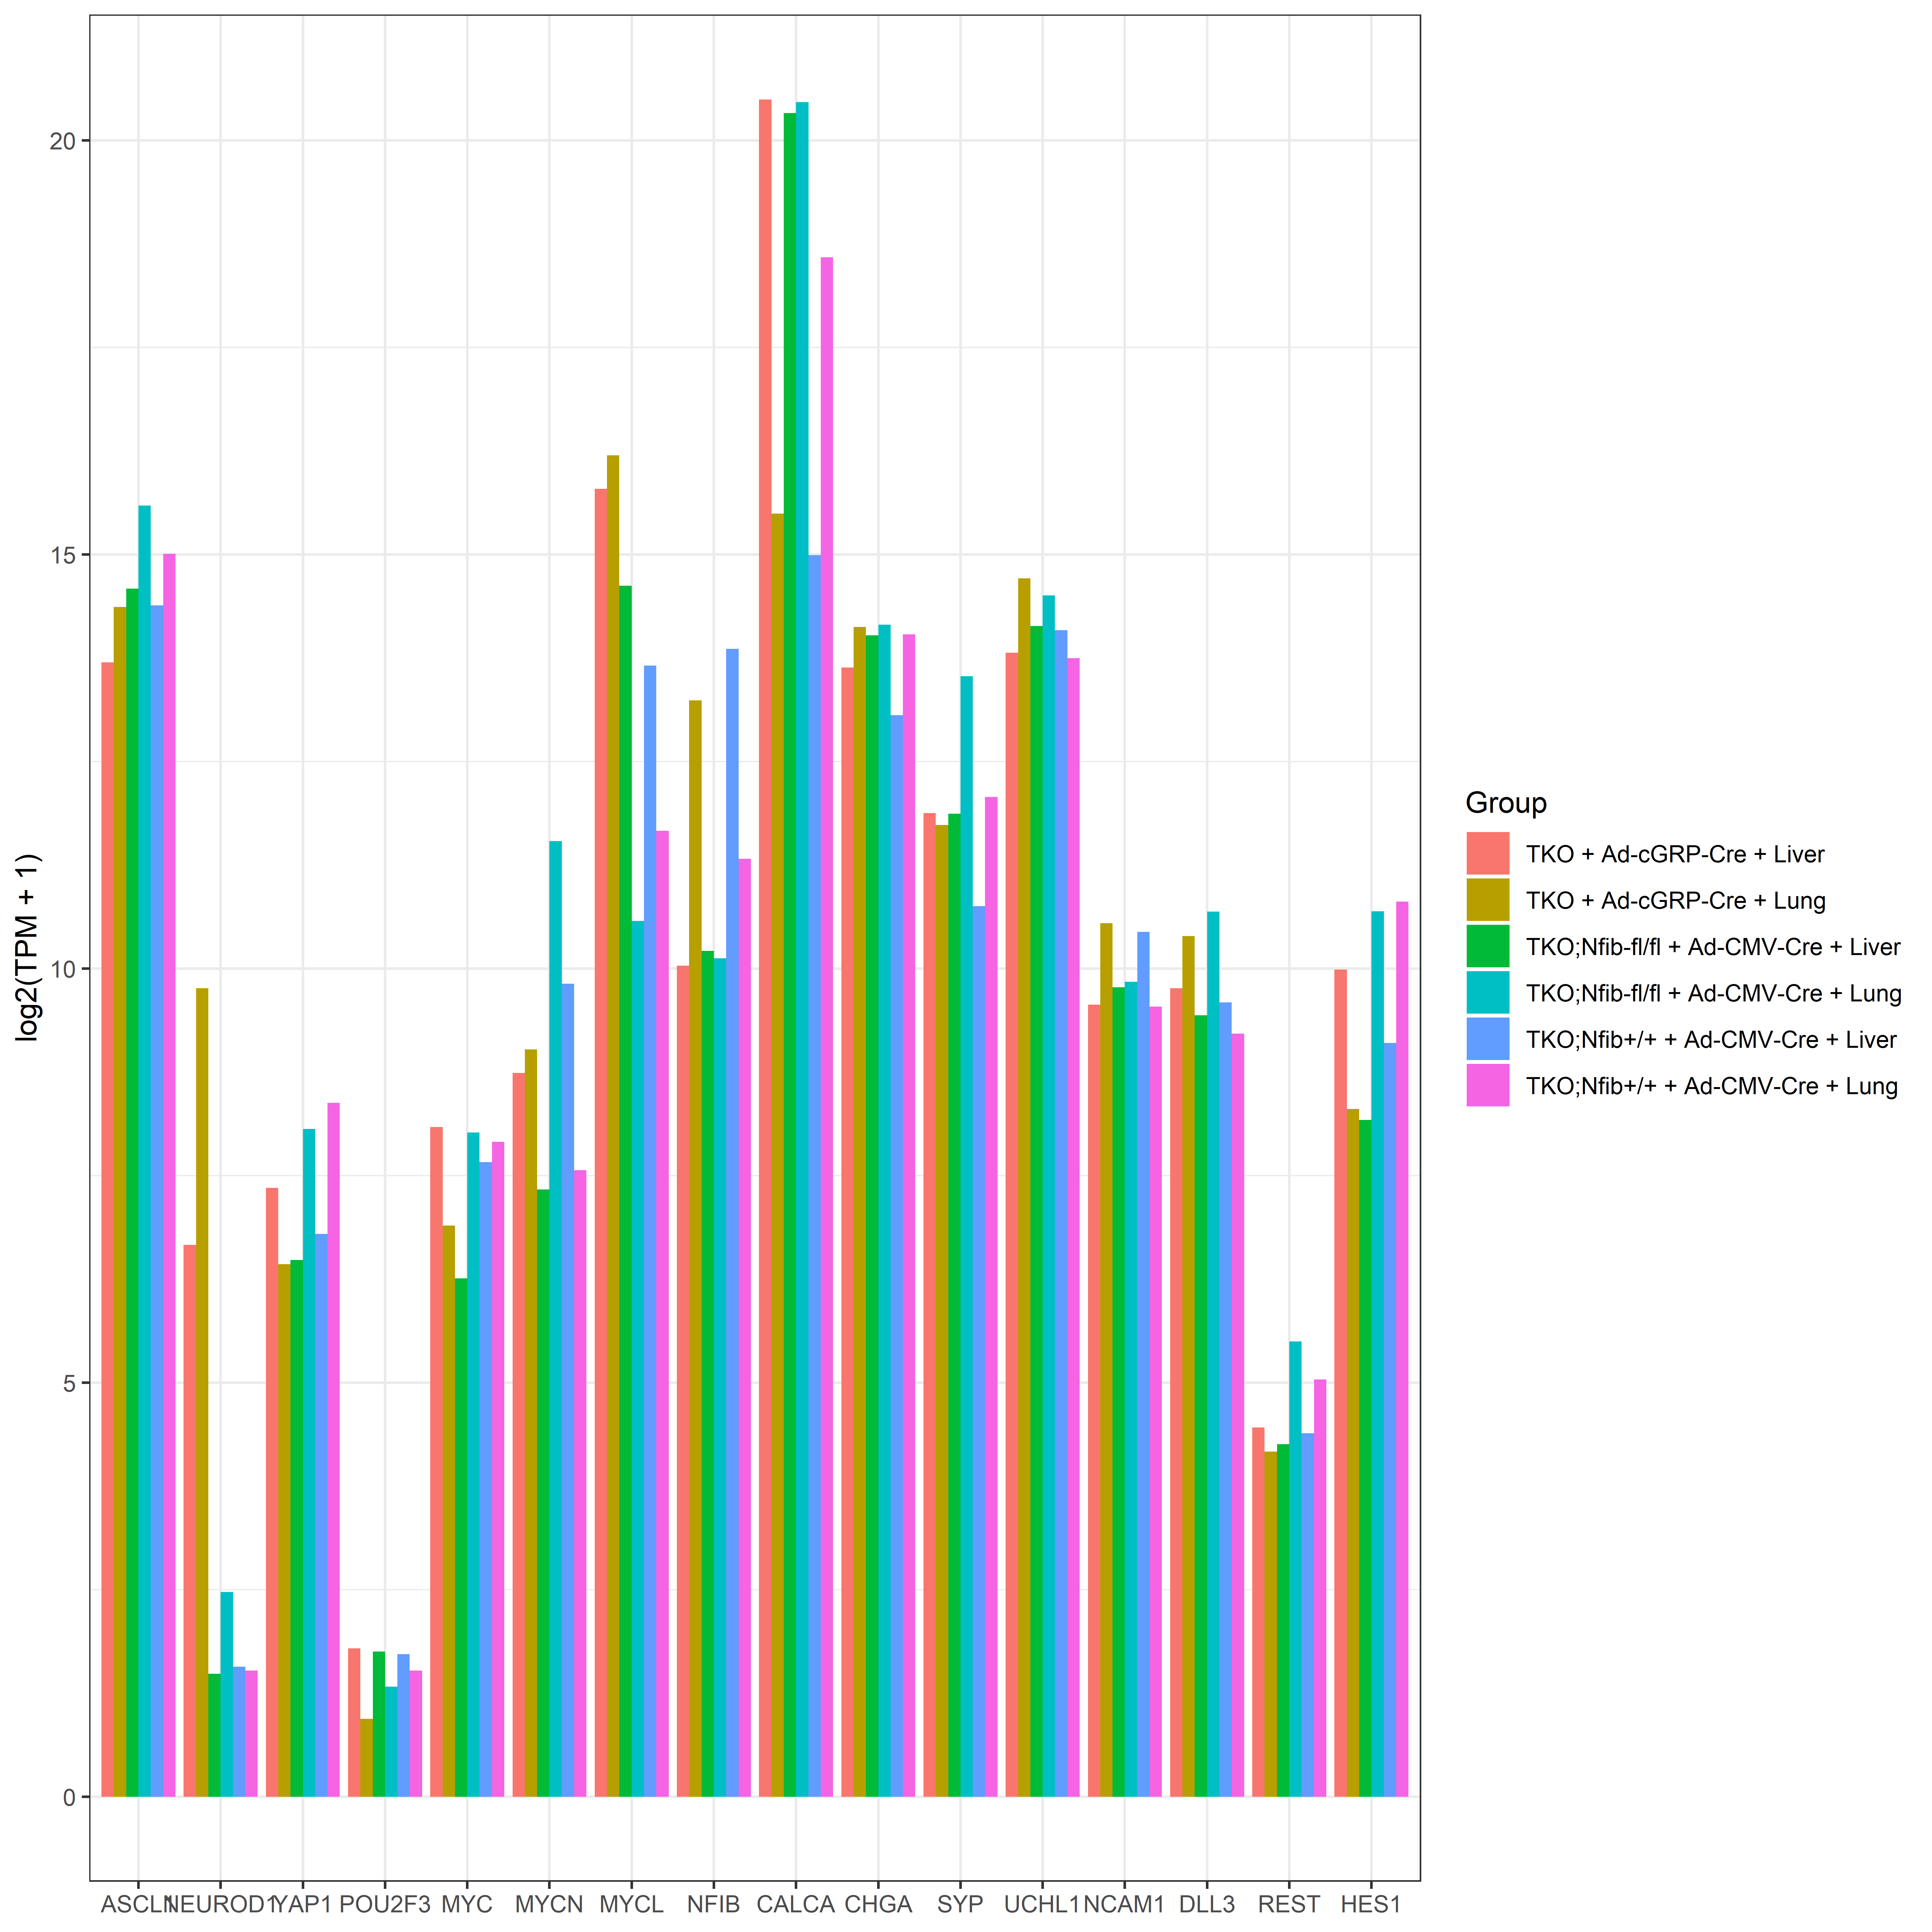 log2(TPM + 1)
20
15
10
5
0
ASCL1 NEUROD1 YAP1 POU2F3 MYC MYCN MYCL NFIB CALCA CHGA SYP UCHL1 NCAM1 DLL3 REST HES1
Group
TKO + Ad-cGRP-Cre + Liver
TKO + Ad-cGRP-Cre + Lung
TKO;Nfib-fl/fl + Ad-CMV-Cre + Liver
TKO;Nfib-fl/fl + Ad-CMV-Cre + Lung
TKO;Nfib+/+ + Ad-CMV-Cre + Liver
TKO;Nfib+/+ + Ad-CMV-Cre + Lung